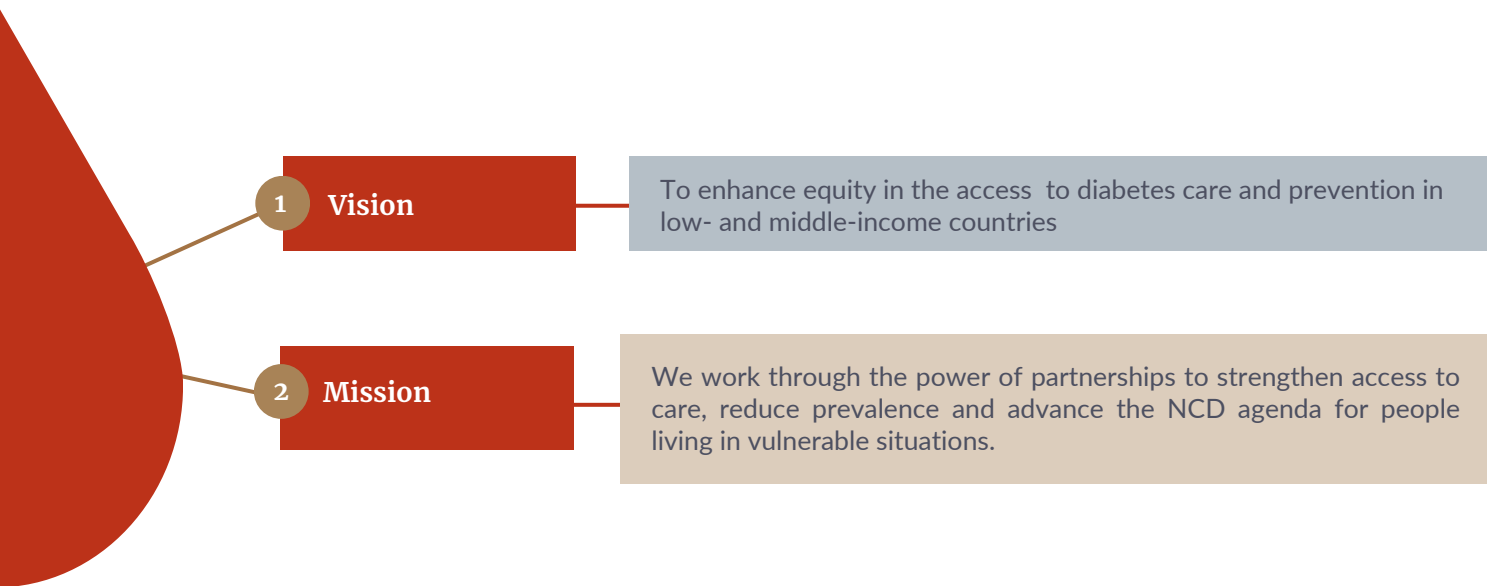 1 Vision
To enhance equity in the access  to diabetes care and prevention in
low- and middle-income countries
2 Mission
We work through the power of partnerships to strengthen access to
care, reduce prevalence and advance the NCD agenda for people
living in vulnerable situations.